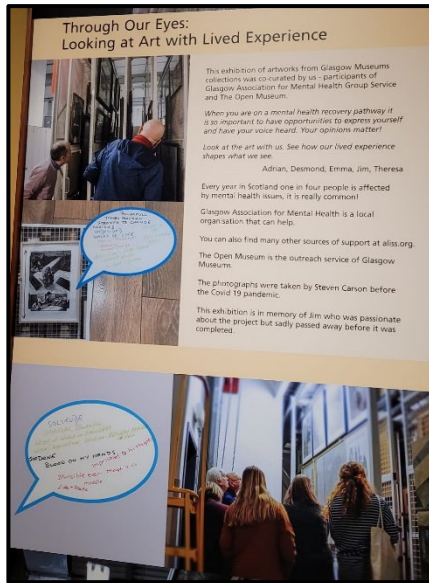 Through Our Eyes:
Looking at Art with Lived Experience
This exhibition of artworks from Glasgow Museums
collections was co-curated by us - participants of
Glasgow Association for Mental Health Group Service
and The Open Museum.
When you are on a mental health recovery pathway it
is so important to have opportunities to express yourself
and have your voice heard. Your opinions matter!
Look at the art with us. See how our lived experience
shapes what we see.
Adrian, Desmond, Emma, Jim, Theresa
Every year in Scotland one in four people is affected
by mental health issues, it is really common!
Glasgow Association for Mental Health is a local
organisation that can help.
You can also find many other sources of support at aliss.org.
The Open Museum is the outreach service of Glasgow
Museum.
The photographs were taken by Steven Carson before
the Covid 19 pandemic.
This exhibition is in memory of Jim who was passionate
about the project but sadly passed away before it was
completed.
SOLITUDE
BLOOD ON MY HANDS